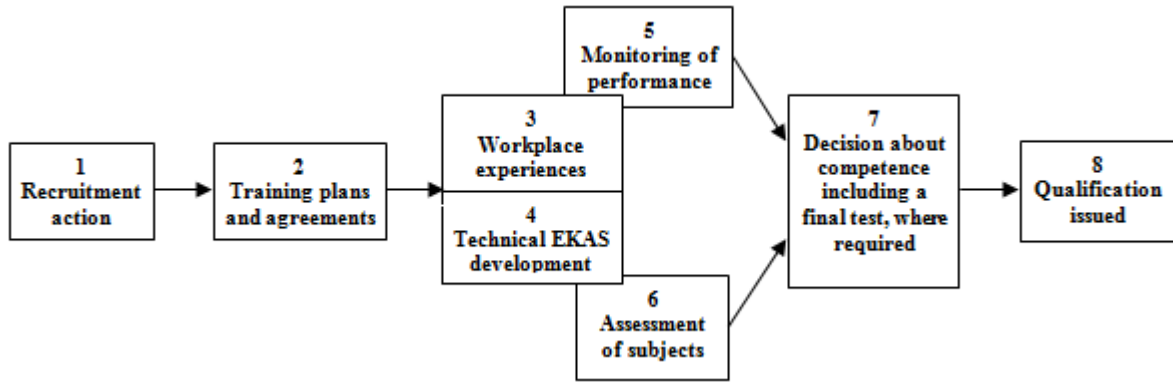 1
Recruitment
action
2
Training plans
and agreements
3
Workplace
experiences
4
Technical EKAS
development
5
Monitoring of
performance
6
Assessment
of subjects
7
Decision about
competence
including a
final test, where
required
8
Qualification
issued